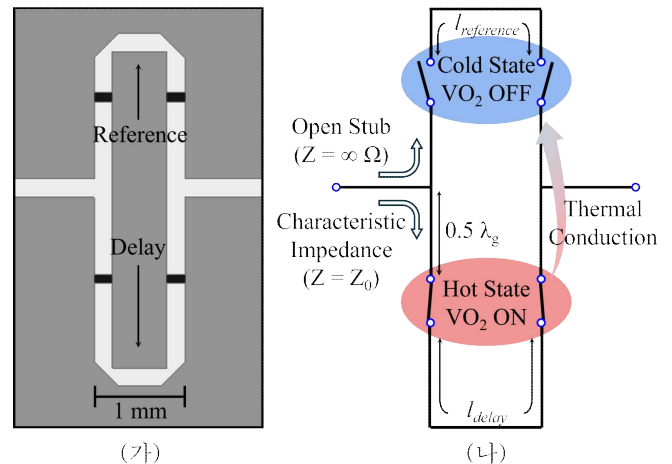 Reference
Delay
1 mm
(가)
l_reference
Cold State
VO₂ OFF
Open Stub
(Z = ∞ Ω)
Characteristic
Impedance
(Z = Z₀)
0.5 λ_g
Thermal
Conduction
Hot State
VO₂ ON
l_delay
(나)